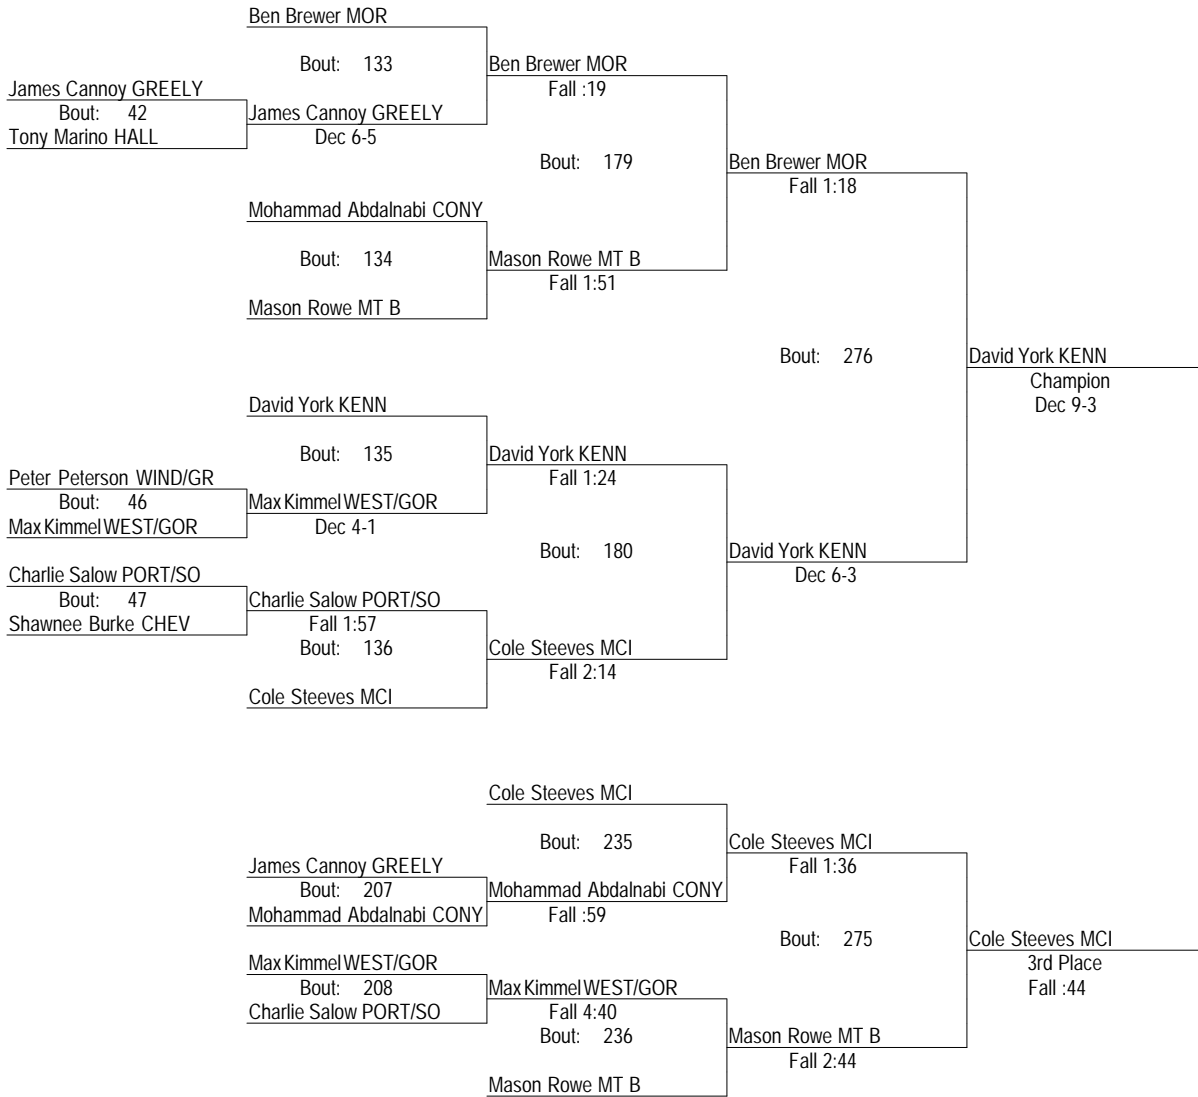 Ben Brewer MOR
Bout: 133
Ben Brewer MOR
Fall :19
James Cannoy GREELY
Bout: 42
James Cannoy GREELY
Dec 6-5
Tony Marino HALL
Bout: 179
Ben Brewer MOR
Fall 1:18
Mohammad Abdalnabi CONY
Bout: 134
Mason Rowe MT B
Fall 1:51
Mason Rowe MT B
Bout: 276
David York KENN
Champion
Dec 9-3
David York KENN
Bout: 135
David York KENN
Fall 1:24
Peter Peterson WIND/GR
Bout: 46
Max Kimmel WEST/GOR
Dec 4-1
Max Kimmel WEST/GOR
Bout: 180
David York KENN
Dec 6-3
Charlie Salow PORT/SO
Bout: 47
Charlie Salow PORT/SO
Fall 1:57
Shawnee Burke CHEV
Bout: 136
Cole Steeves MCI
Fall 2:14
Cole Steeves MCI
Cole Steeves MCI
Bout: 235
Cole Steeves MCI
Fall 1:36
James Cannoy GREELY
Bout: 207
Mohammad Abdalnabi CONY
Fall :59
Mohammad Abdalnabi CONY
Bout: 275
Cole Steeves MCI
3rd Place
Fall :44
Max Kimmel WEST/GOR
Bout: 208
Max Kimmel WEST/GOR
Fall 4:40
Charlie Salow PORT/SO
Bout: 236
Mason Rowe MT B
Fall 2:44
Mason Rowe MT B